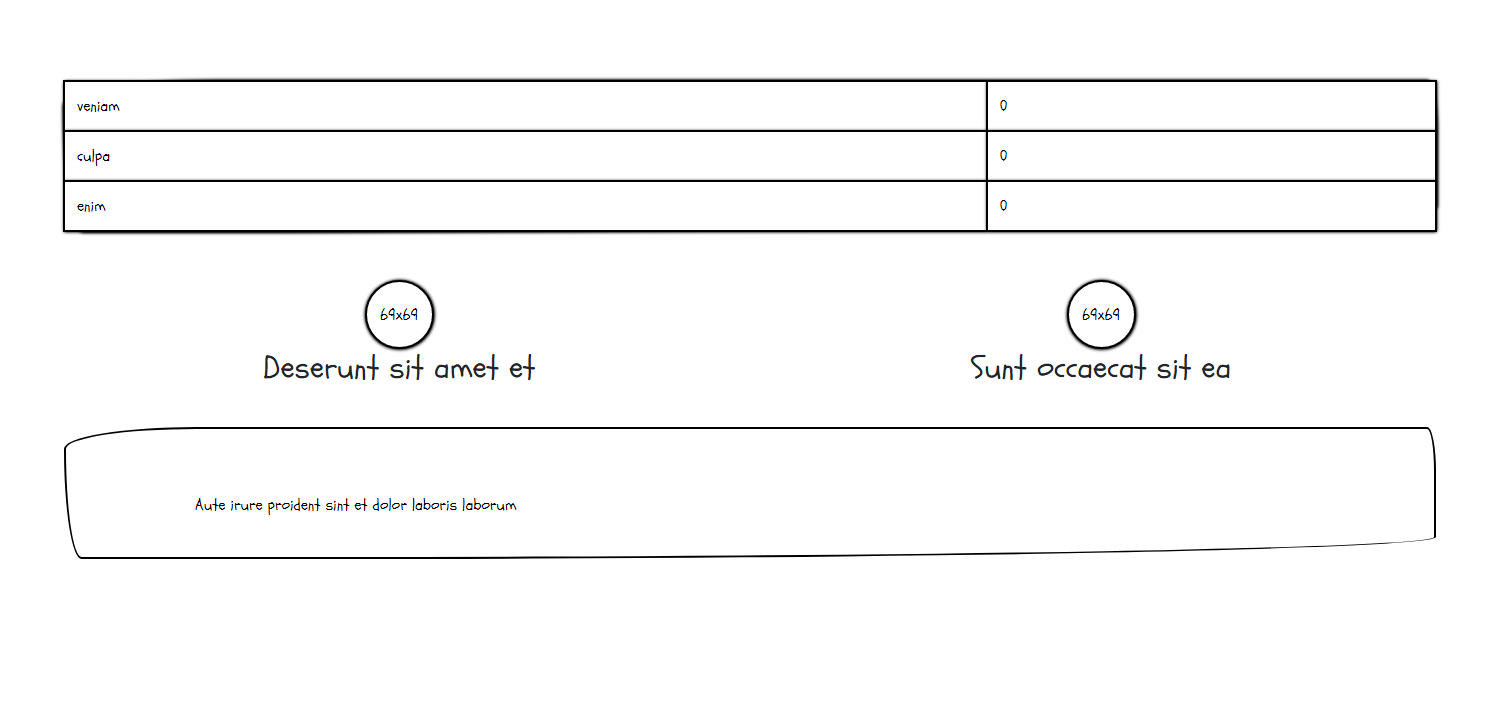 veniam 0
culpa 0
enim 0
69x69 69x69
Deserunt sit amet et Sunt occaecat sit ea
Aute irure proident sint et dolor laboris laborum